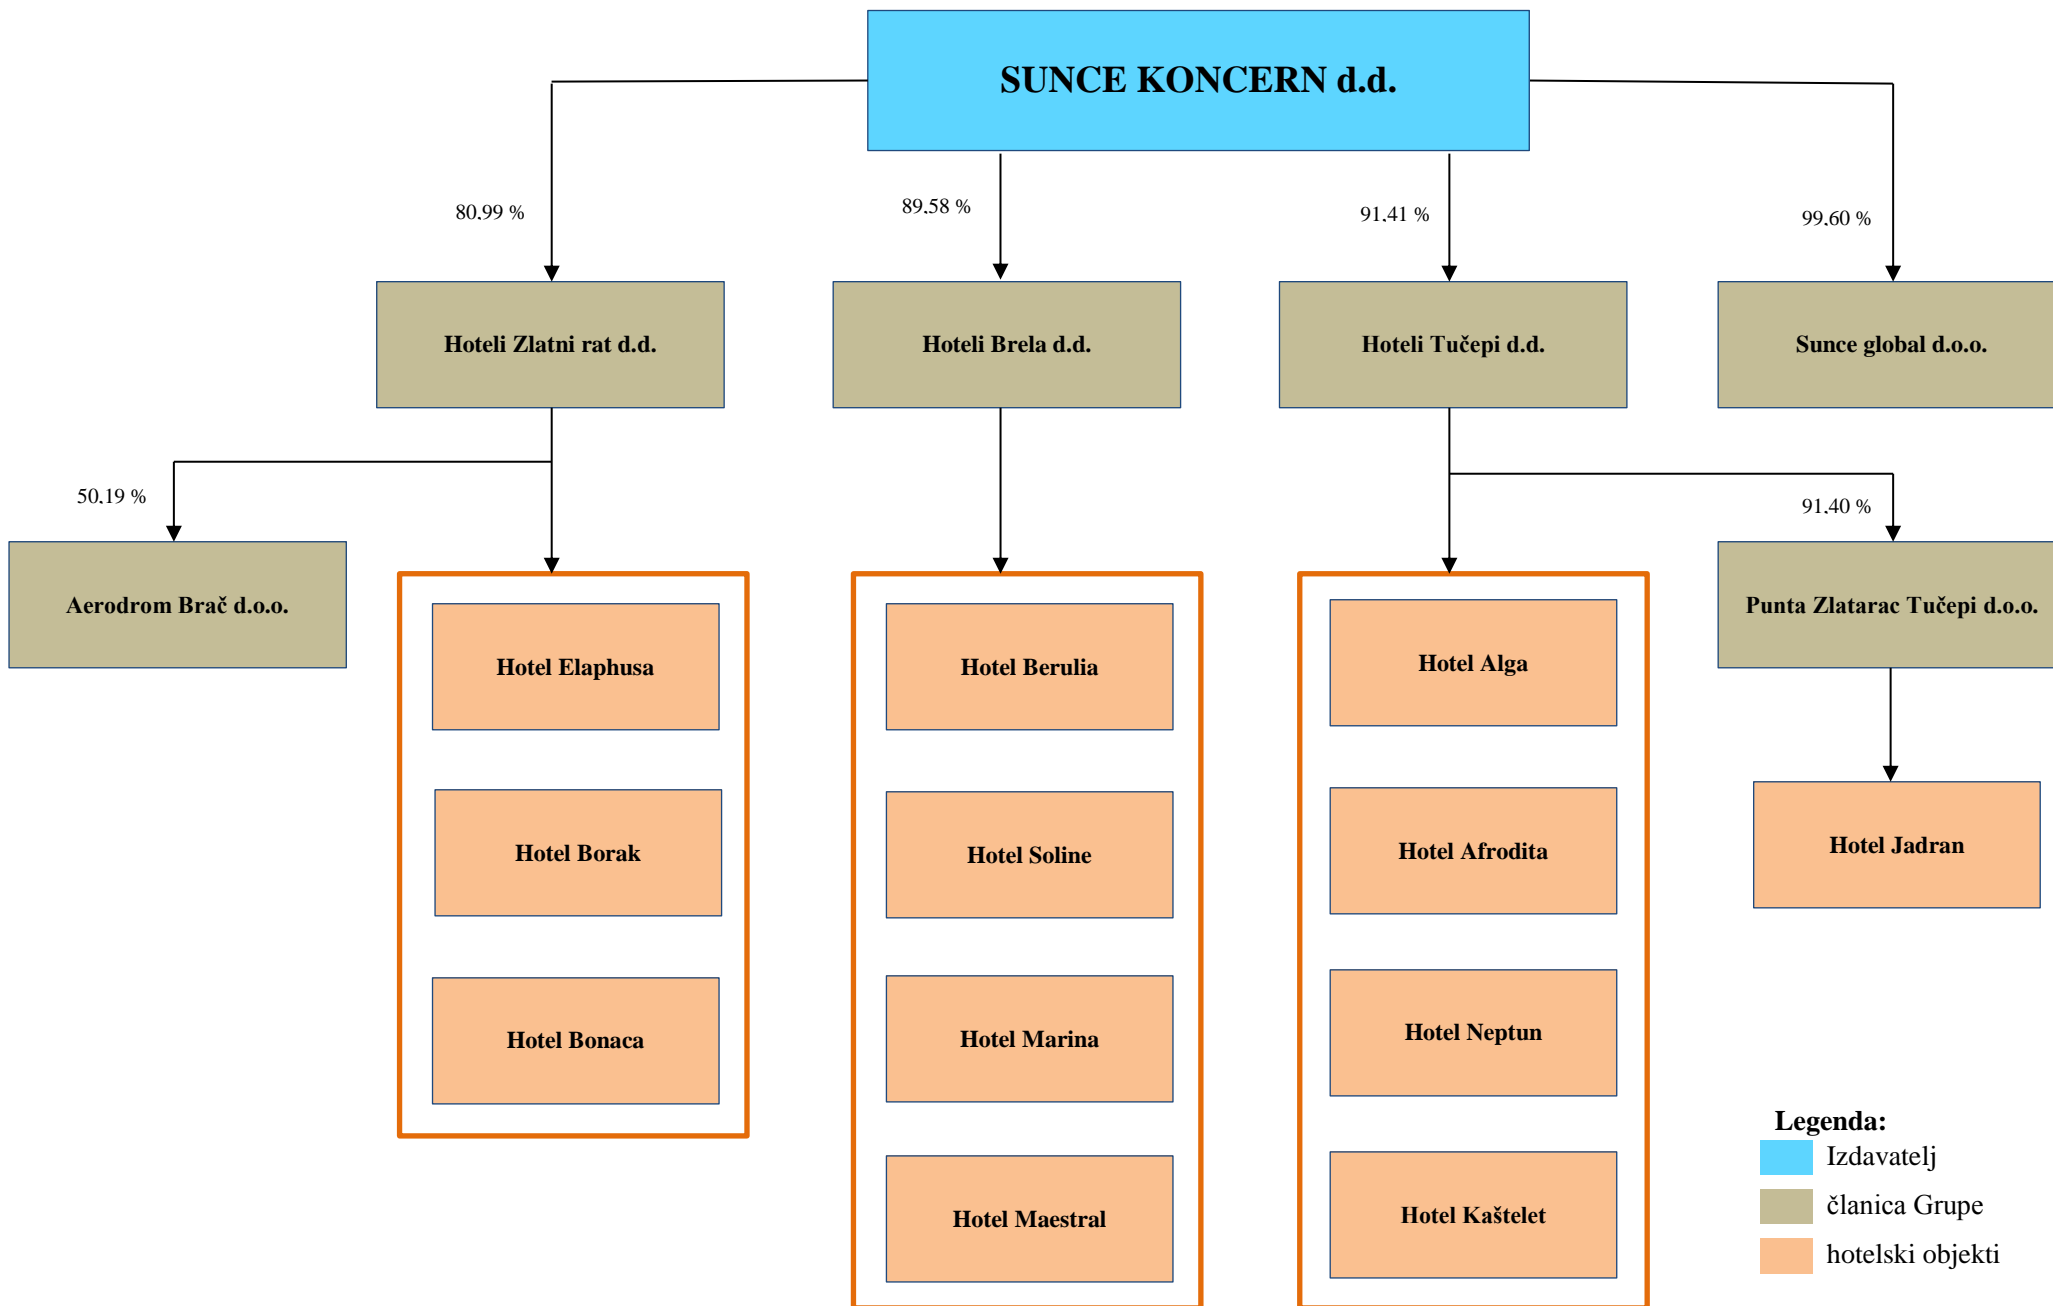 SUNCE KONCERN d.d.
80,99 %
89,58 %
91,41 %
99,60 %
Hoteli Zlatni rat d.d.
Hoteli Brela d.d.
Hoteli Tučepi d.d.
Sunce global d.o.o.
50,19 %
91,40 %
Aerodrom Brač d.o.o.
Punta Zlatarac Tučepi d.o.o.
Hotel Elaphusa
Hotel Berulia
Hotel Alga
Hotel Borak
Hotel Soline
Hotel Afrodita
Hotel Jadran
Hotel Bonaca
Hotel Marina
Hotel Neptun
Hotel Maestral
Hotel Kaštelet
Legenda:
Izdavatelj
članica Grupe
hotelski objekti